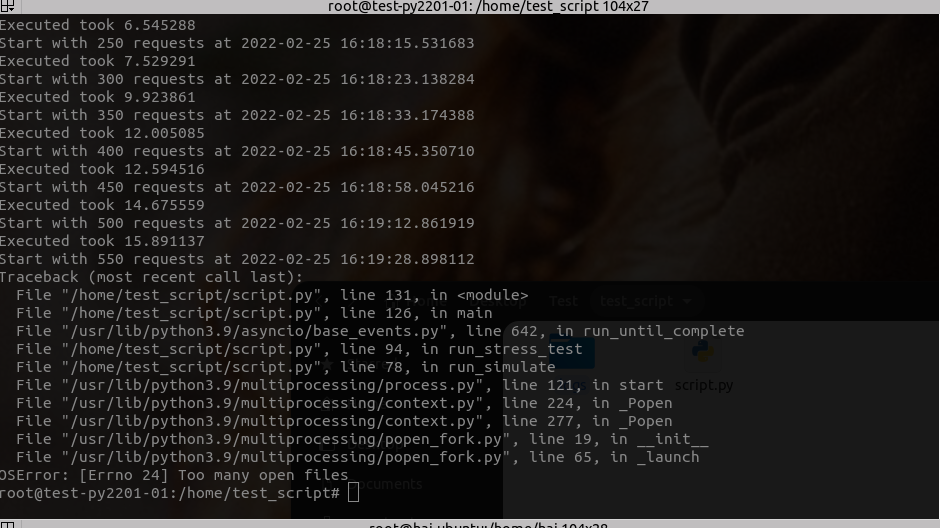 root@test-py2201-01: /home/test_script 104x27
Executed took 6.545288
Start with 250 requests at 2022-02-25 16:18:15.531683
Executed took 7.529291
Start with 300 requests at 2022-02-25 16:18:23.138284
Executed took 9.923861
Start with 350 requests at 2022-02-25 16:18:33.174388
Executed took 12.005085
Start with 400 requests at 2022-02-25 16:18:45.350710
Executed took 12.594516
Start with 450 requests at 2022-02-25 16:18:58.045216
Executed took 14.675559
Start with 500 requests at 2022-02-25 16:19:12.861919
Executed took 15.891137
Start with 550 requests at 2022-02-25 16:19:28.898112
Traceback (most recent call last):
  File "/home/test_script/script.py", line 131, in <module>
  File "/home/test_script/script.py", line 126, in main
  File "/usr/lib/python3.9/asyncio/base_events.py", line 642, in run_until_complete
  File "/home/test_script/script.py", line 94, in run_stress_test
  File "/home/test_script/script.py", line 78, in run_simulate
  File "/usr/lib/python3.9/multiprocessing/process.py", line 121, in start
  File "/usr/lib/python3.9/multiprocessing/context.py", line 224, in _Popen
  File "/usr/lib/python3.9/multiprocessing/context.py", line 277, in _Popen
  File "/usr/lib/python3.9/multiprocessing/popen_fork.py", line 19, in __init__
  File "/usr/lib/python3.9/multiprocessing/popen_fork.py", line 65, in _launch
OSError: [Errno 24] Too many open files
root@test-py2201-01:/home/test_script#
Test test_script
script.py
root@hai-ubuntu:/home/hai 104x28